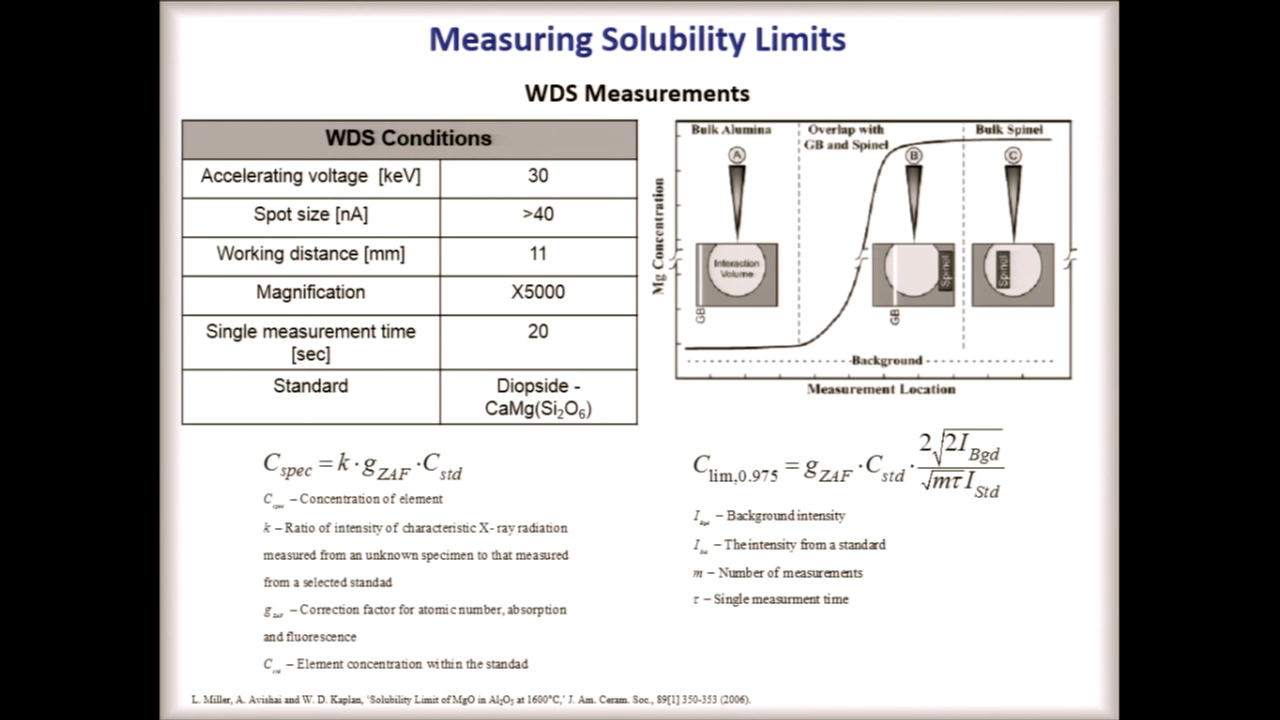 Measuring Solubility Limits
WDS Measurements
WDS Conditions
Accelerating voltage [keV] 30
Spot size [nA] >40
Working distance [mm] 11
Magnification X5000
Single measurement time
[sec] 20
Standard Diopside -
CaMg(Si₂O₆)
Bulk Alumina
Overlap with
GB and Spinel
Bulk Spinel
A
B
C
Mg Concentration
Interaction
Volume
GB
Spinel
GB
Spinel
Background
Measurement Location
C_spec = k · g_ZAF · C_std
C_spec – Concentration of element
k – Ratio of intensity of characteristic X- ray radiation
measured from an unknown specimen to that measured
from a selected standad
g_ZAF – Correction factor for atomic number, absorption
and fluorescence
C_std – Element concentration within the standad
C_lim,0.975 = g_ZAF · C_std · 2√2I_Bgd / √mτ I_Std
I_Bgd – Background intensity
I_Std – The intensity from a standard
m – Number of measurements
τ – Single measurment time
L. Miller, A. Avishai and W. D. Kaplan, 'Solubility Limit of MgO in Al₂O₃ at 1600°C,' J. Am. Ceram. Soc., 89[1] 350-353 (2006).